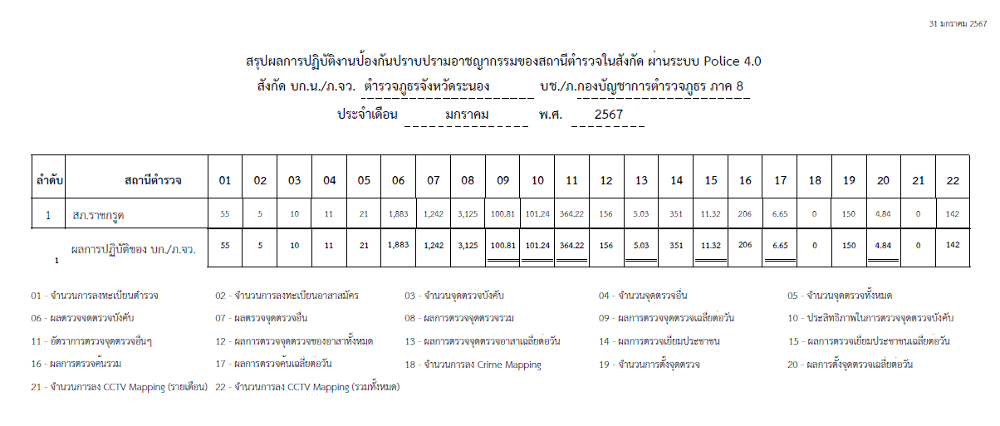 31 มกราคม 2567
สรุปผลการปฏิบัติงานป้องกันปราบปรามอาชญากรรมของสถานีตำรวจในสังกัด ผ่านระบบ Police 4.0
สังกัด บก.น./ภ.จว. ตำรวจภูธรจังหวัดระนอง บช./ภ.กองบัญชาการตำรวจภูธร ภาค 8
ประจำเดือน มกราคม พ.ศ. 2567
ลำดับ สถานีตำรวจ 01 02 03 04 05 06 07 08 09 10 11 12 13 14 15 16 17 18 19 20 21 22
1 สภ.ราชกรูด 55 5 10 11 21 1,883 1,242 3,125 100.81 101.24 364.22 156 5.03 351 11.32 206 6.65 0 150 4.84 0 142
1 ผลการปฏิบัติของ บก./ภ.จว. 55 5 10 11 21 1,883 1,242 3,125 100.81 101.24 364.22 156 5.03 351 11.32 206 6.65 0 150 4.84 0 142
01 - จำนวนการลงทะเบียนตำรวจ 02 - จำนวนการลงทะเบียนอาสาสมัคร 03 - จำนวนจุดตรวจบังคับ 04 - จำนวนจุดตรวจอื่น 05 - จำนวนจุดตรวจทั้งหมด
06 - ผลตรวจจดตรวจบังคับ 07 - ผลตรวจจุดตรวจอื่น 08 - ผลการตรวจจุดตรวจรวม 09 - ผลการตรวจจุดตรวจเฉลี่ยต่อวัน 10 - ประสิทธิภาพในการตรวจจุดตรวจบังคับ
11 - อัตราการตรวจจุดตรวจอื่นๆ 12 - ผลการตรวจจุดตรวจของอาสาทั้งหมด 13 - ผลการตรวจจุดตรวจอาสาเฉลี่ยต่อวัน 14 - ผลการตรวจเยี่ยมประชาชน 15 - ผลการตรวจเยี่ยมประชาชนเฉลี่ยต่อวัน
16 - ผลการตรวจค้นรวม 17 - ผลการตรวจค้นเฉลี่ยต่อวัน 18 - จำนวนการลง Crime Mapping 19 - จำนวนการตั้งจุดตรวจ 20 - ผลการตั้งจุดตรวจเฉลี่ยต่อวัน
21 - จำนวนการลง CCTV Mapping (รายเดือน) 22 - จำนวนการลง CCTV Mapping (รวมทั้งหมด)